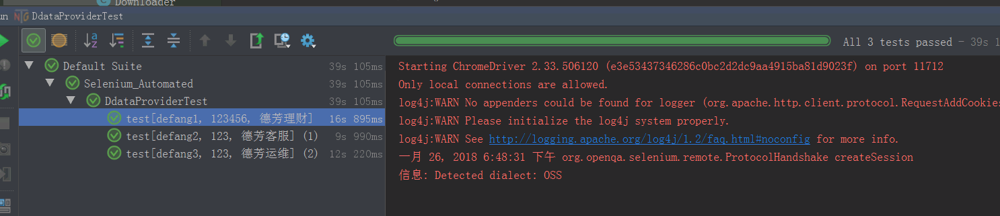 Downloader
un DdataProviderTest
All 3 tests passed – 39s 1
Default Suite 39s 105ms
Selenium_Automated 39s 105ms
DdataProviderTest 39s 105ms
test[defang1, 123456, 德芳理财] 16s 895ms
test[defang2, 123, 德芳客服] (1) 9s 990ms
test[defang3, 123, 德芳运维] (2) 12s 220ms
Starting ChromeDriver 2.33.506120 (e3e53437346286c0bc2d2dc9aa4915ba81d9023f) on port 11712
Only local connections are allowed.
log4j:WARN No appenders could be found for logger (org.apache.http.client.protocol.RequestAddCookies
log4j:WARN Please initialize the log4j system properly.
log4j:WARN See http://logging.apache.org/log4j/1.2/faq.html#noconfig for more info.
一月 26, 2018 6:48:31 下午 org.openqa.selenium.remote.ProtocolHandshake createSession
信息: Detected dialect: OSS